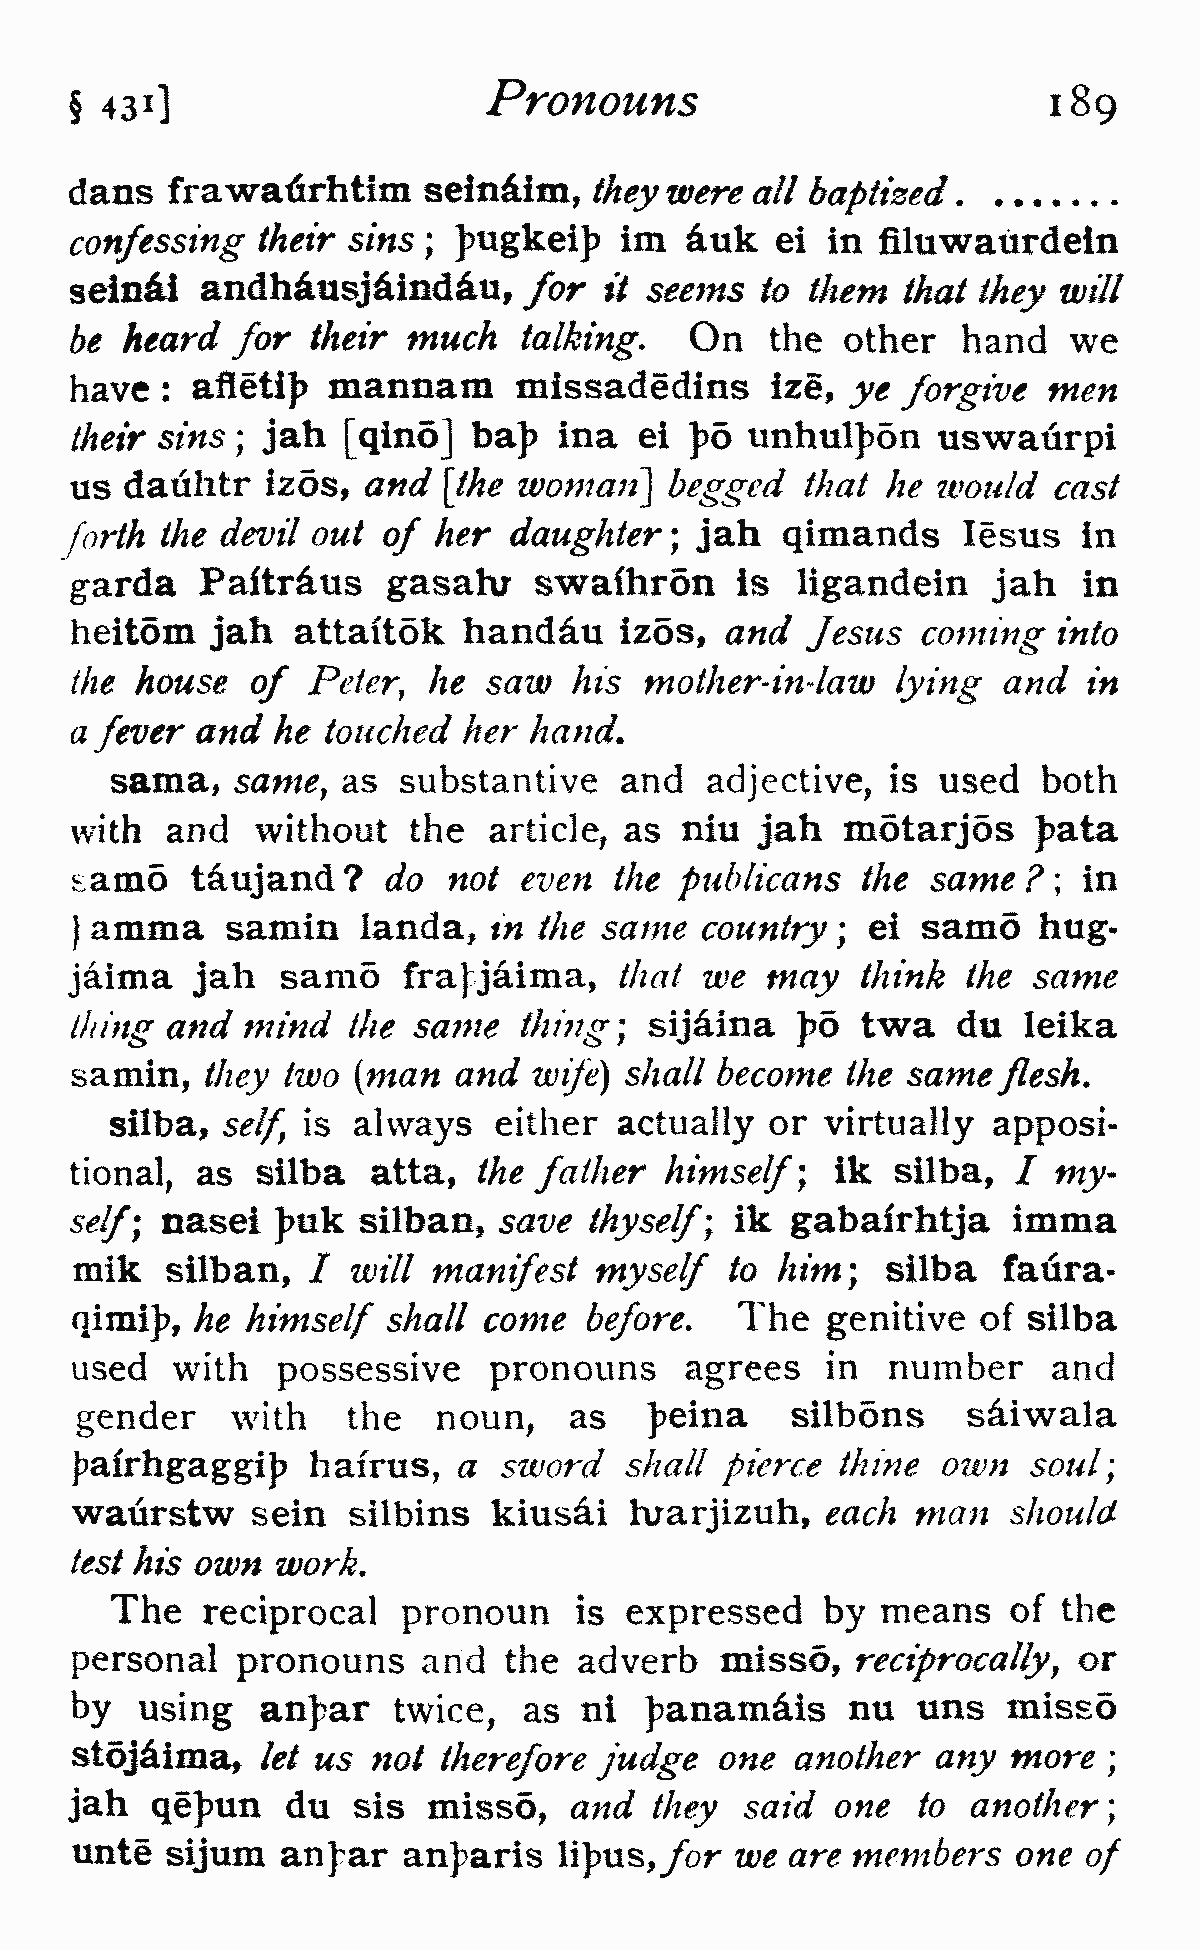 § 431] Pronouns 189
dans frawaúrhtim seináim, they were all baptized . .......
confessing their sins ; þugkeiþ im áuk ei in filuwaúrdein
seinái andháusjáindáu, for it seems to them that they will
be heard for their much talking. On the other hand we
have : aflētiþ mannam missadēdins izē, ye forgive men
their sins ; jah [qinō] baþ ina ei þō unhulþōn uswaúrpi
us daúhtr izōs, and [the woman] begged that he would cast
forth the devil out of her daughter ; jah qimands Iēsus in
garda Paítráus gasaƕ swaíhrōn is ligandein jah in
heitōm jah attaítōk handáu izōs, and Jesus coming into
the house of Peter, he saw his mother-in-law lying and in
a fever and he touched her hand.
sama, same, as substantive and adjective, is used both
with and without the article, as niu jah mōtarjōs þata
samō táujand ? do not even the publicans the same ? ; in
þamma samin landa, in the same country ; ei samō hug-
jáima jah samō fraþjáima, that we may think the same
thing and mind the same thing ; sijáina þō twa du leika
samin, they two (man and wife) shall become the same flesh.
silba, self, is always either actually or virtually apposi-
tional, as silba atta, the father himself ; ik silba, I my-
self ; nasei þuk silban, save thyself ; ik gabaírhtja imma
mik silban, I will manifest myself to him ; silba faúra-
qimiþ, he himself shall come before. The genitive of silba
used with possessive pronouns agrees in number and
gender with the noun, as þeina silbōns sáiwala
þaírhgaggiþ haírus, a sword shall pierce thine own soul ;
waúrstw sein silbins kiusái ƕarjizuh, each man should
test his own work.
The reciprocal pronoun is expressed by means of the
personal pronouns and the adverb missō, reciprocally, or
by using anþar twice, as ni þanamáis nu uns missō
stōjáima, let us not therefore judge one another any more ;
jah qēþun du sis missō, and they said one to another ;
untē sijum anþar anþaris liþus, for we are members one of